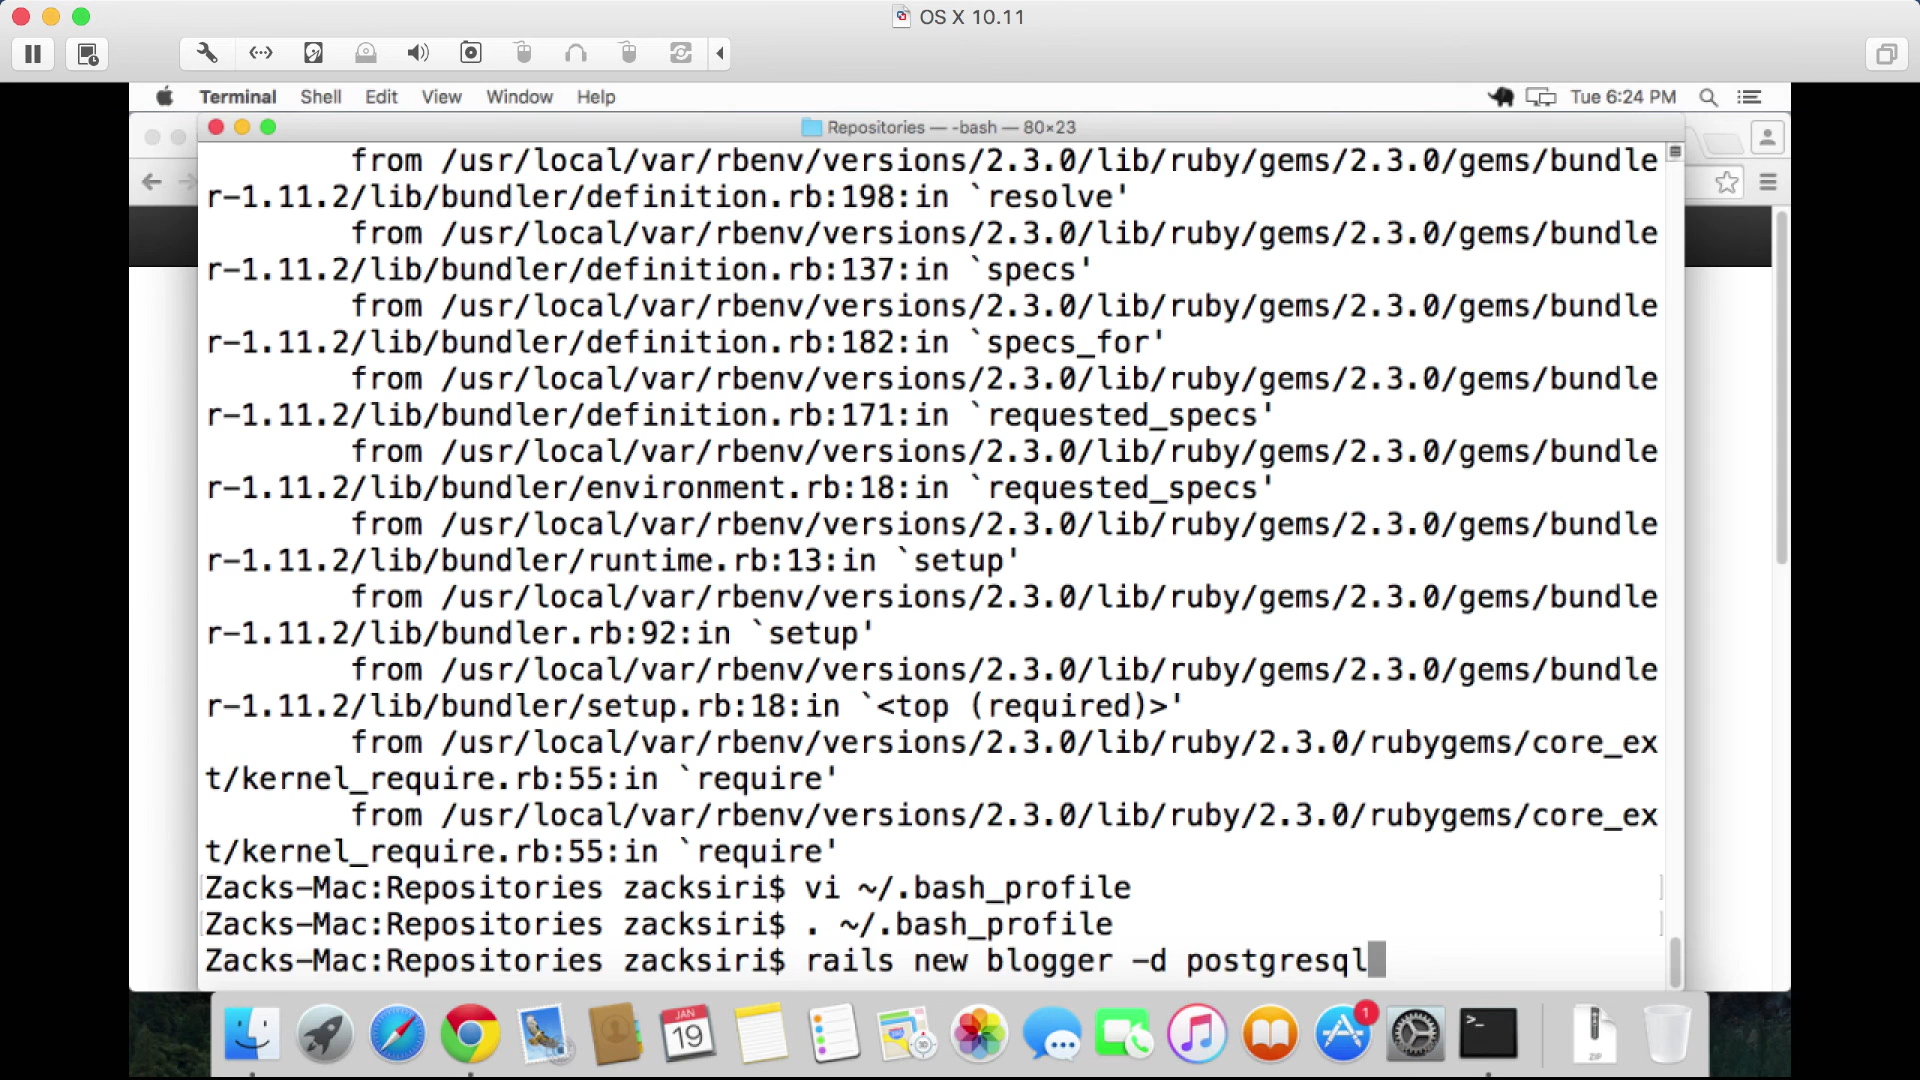 OS X 10.11
Terminal Shell Edit View Window Help Tue 6:24 PM
Repositories — -bash — 80×23
from /usr/local/var/rbenv/versions/2.3.0/lib/ruby/gems/2.3.0/gems/bundle
r-1.11.2/lib/bundler/definition.rb:198:in `resolve'
from /usr/local/var/rbenv/versions/2.3.0/lib/ruby/gems/2.3.0/gems/bundle
r-1.11.2/lib/bundler/definition.rb:137:in `specs'
from /usr/local/var/rbenv/versions/2.3.0/lib/ruby/gems/2.3.0/gems/bundle
r-1.11.2/lib/bundler/definition.rb:182:in `specs_for'
from /usr/local/var/rbenv/versions/2.3.0/lib/ruby/gems/2.3.0/gems/bundle
r-1.11.2/lib/bundler/definition.rb:171:in `requested_specs'
from /usr/local/var/rbenv/versions/2.3.0/lib/ruby/gems/2.3.0/gems/bundle
r-1.11.2/lib/bundler/environment.rb:18:in `requested_specs'
from /usr/local/var/rbenv/versions/2.3.0/lib/ruby/gems/2.3.0/gems/bundle
r-1.11.2/lib/bundler/runtime.rb:13:in `setup'
from /usr/local/var/rbenv/versions/2.3.0/lib/ruby/gems/2.3.0/gems/bundle
r-1.11.2/lib/bundler.rb:92:in `setup'
from /usr/local/var/rbenv/versions/2.3.0/lib/ruby/gems/2.3.0/gems/bundle
r-1.11.2/lib/bundler/setup.rb:18:in `<top (required)>'
from /usr/local/var/rbenv/versions/2.3.0/lib/ruby/2.3.0/rubygems/core_ex
t/kernel_require.rb:55:in `require'
from /usr/local/var/rbenv/versions/2.3.0/lib/ruby/2.3.0/rubygems/core_ex
t/kernel_require.rb:55:in `require'
Zacks-Mac:Repositories zacksiri$ vi ~/.bash_profile
Zacks-Mac:Repositories zacksiri$ . ~/.bash_profile
Zacks-Mac:Repositories zacksiri$ rails new blogger -d postgresql
JAN
19
1
>_
ZIP